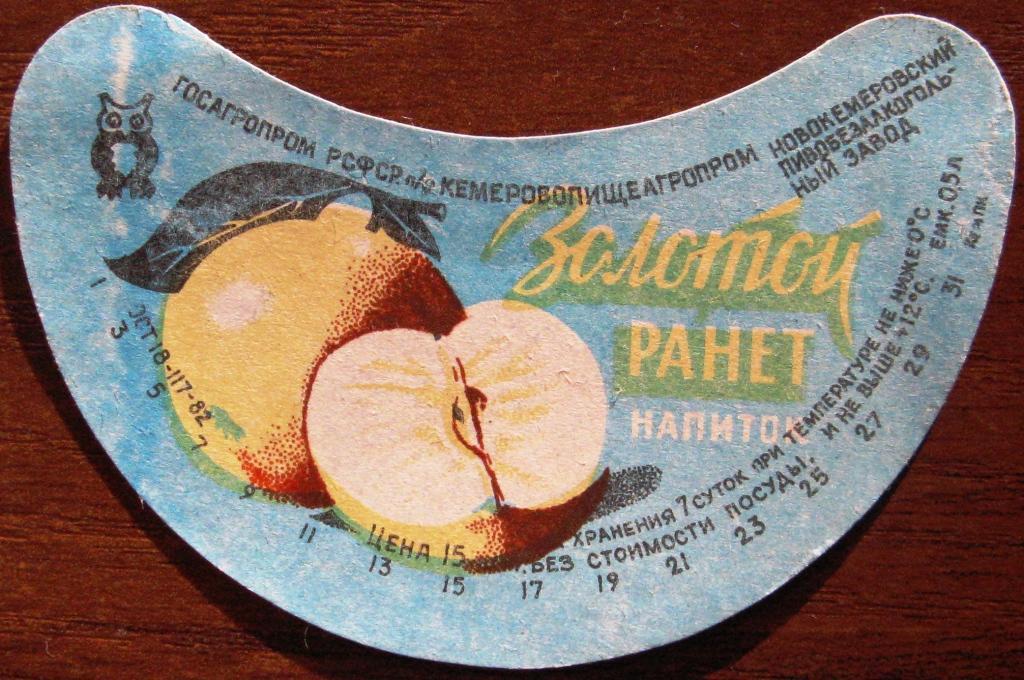 ГОСАГРОПРОМ РСФСР п/о КЕМЕРОВОПИЩЕАГРОПРОМ
НОВОКЕМЕРОВСКИЙ
ПИВОБЕЗАЛКОГОЛЬ-
НЫЙ ЗАВОД
Золотой
РАНЕТ
НАПИТОК
ОСТ 18-117-82
ЦЕНА 15
ХРАНЕНИЯ 7 СУТОК ПРИ ТЕМПЕРАТУРЕ НЕ НИЖЕ 0°С
БЕЗ СТОИМОСТИ ПОСУДЫ. И НЕ ВЫШЕ +12°С. ЕМК. 0,5 Л
1 3 5 7 9 11 13 15 17 19 21 23 25 27 29 31